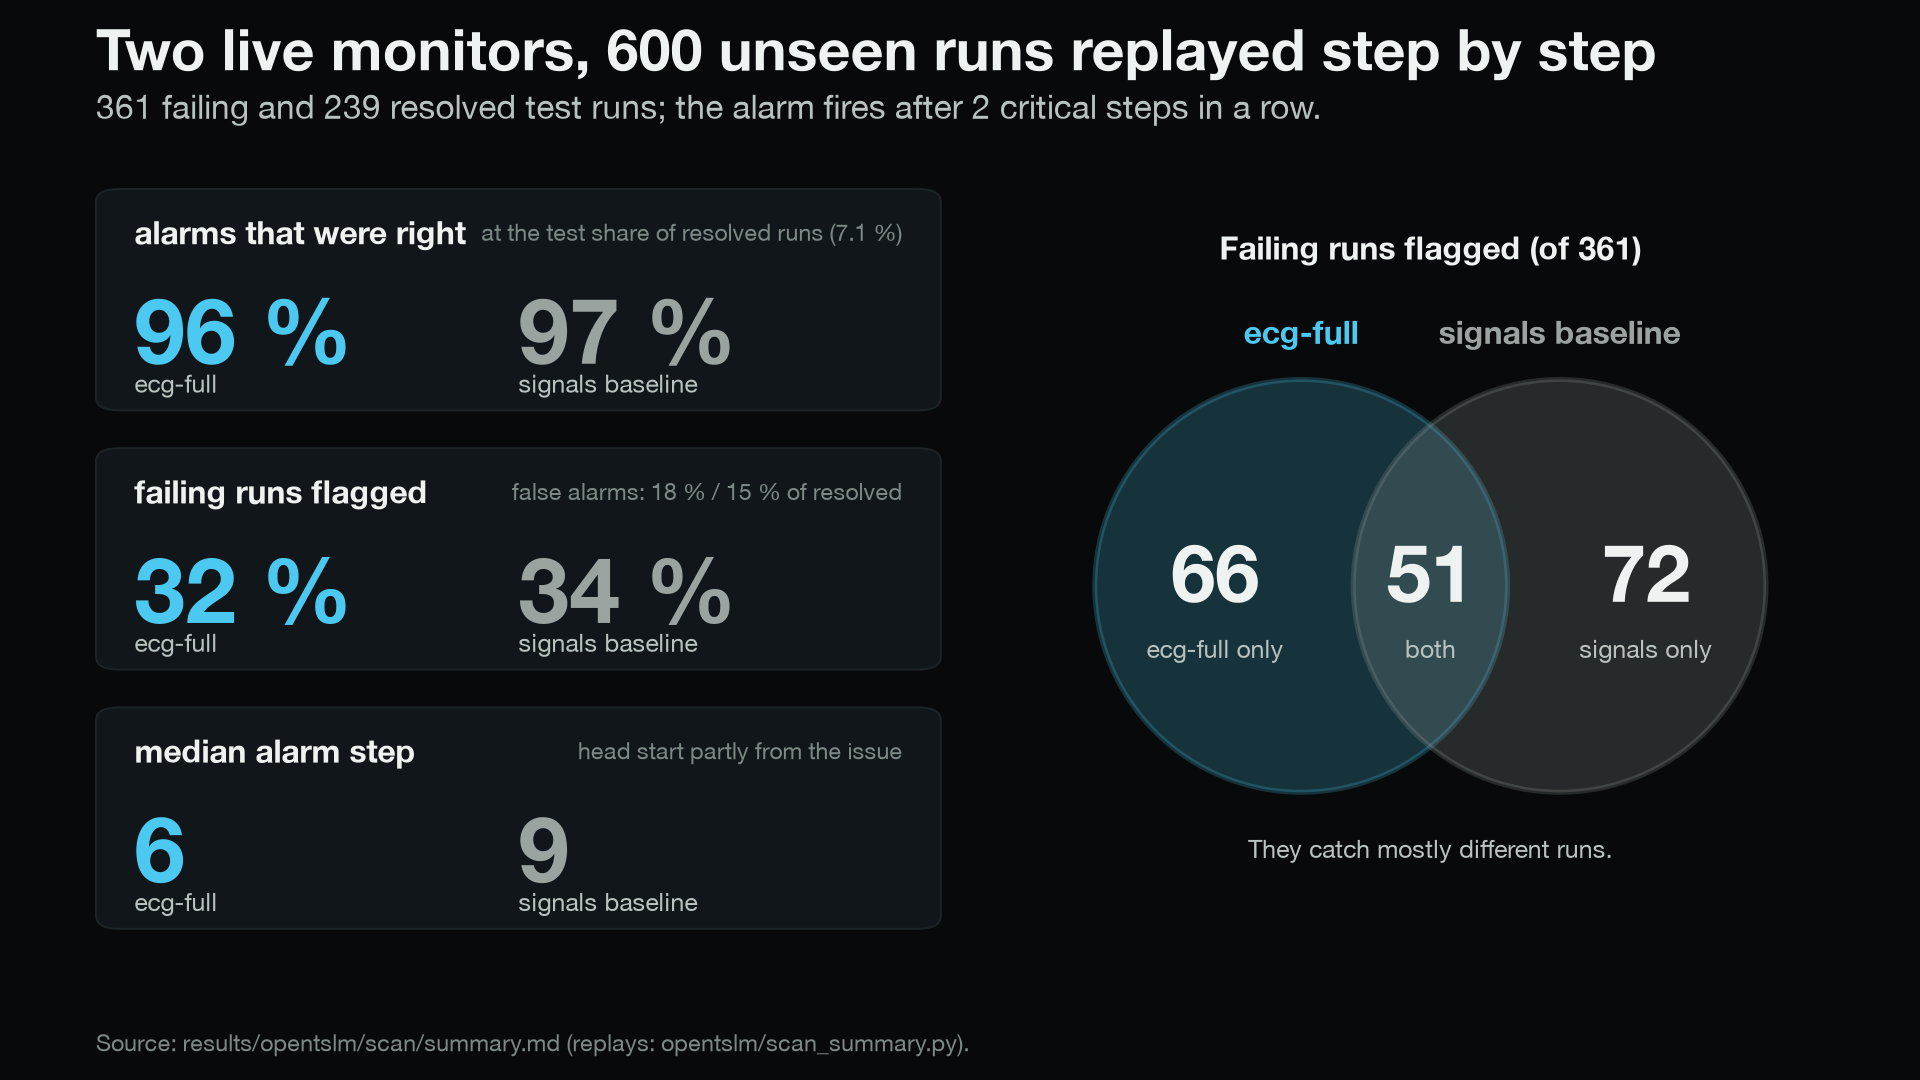 Two live monitors, 600 unseen runs replayed step by step
361 failing and 239 resolved test runs; the alarm fires after 2 critical steps in a row.
alarms that were right at the test share of resolved runs (7.1 %)
96 % 97 %
ecg-full signals baseline
failing runs flagged false alarms: 18 % / 15 % of resolved
32 % 34 %
ecg-full signals baseline
median alarm step head start partly from the issue
6 9
ecg-full signals baseline
Failing runs flagged (of 361)
ecg-full signals baseline
66 51 72
ecg-full only both signals only
They catch mostly different runs.
Source: results/opentslm/scan/summary.md (replays: opentslm/scan_summary.py).